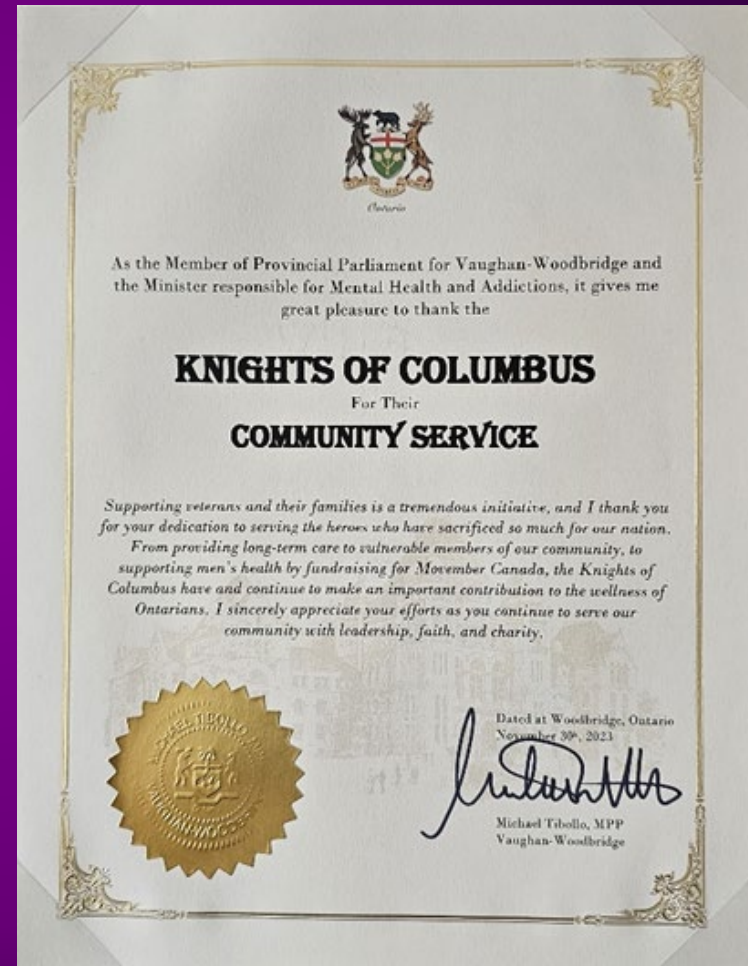 Ontario
As the Member of Provincial Parliament for Vaughan-Woodbridge and
the Minister responsible for Mental Health and Addictions, it gives me
great pleasure to thank the
KNIGHTS OF COLUMBUS
For Their
COMMUNITY SERVICE
Supporting veterans and their families is a tremendous initiative, and I thank you
for your dedication to serving the heroes who have sacrificed so much for our nation.
From providing long-term care to vulnerable members of our community, to
supporting men's health by fundraising for Movember Canada, the Knights of
Columbus have and continue to make an important contribution to the wellness of
Ontarians. I sincerely appreciate your efforts as you continue to serve our
community with leadership, faith, and charity.
Dated at Woodbridge, Ontario
November 30th, 2023
Michael Tibollo, MPP
Vaughan-Woodbridge
MICHAEL TIBOLLO
VAUGHAN-WOODBRIDGE